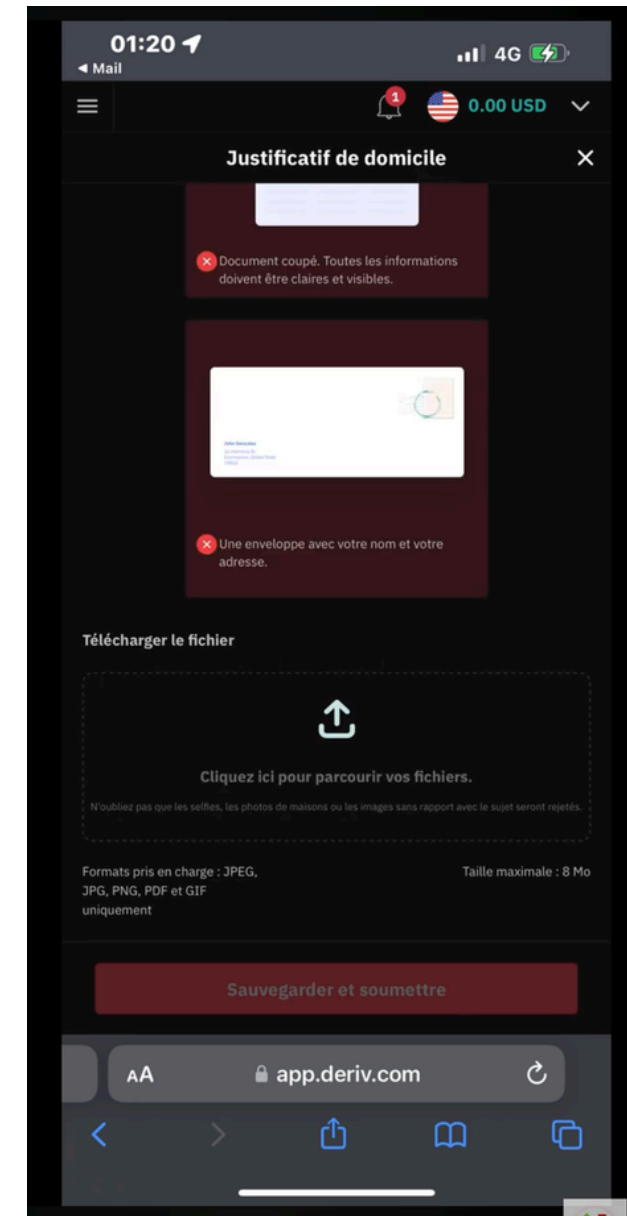 01:20
◀ Mail
4G
1
0.00 USD
Justificatif de domicile
Document coupé. Toutes les informations
doivent être claires et visibles.
Une enveloppe avec votre nom et votre
adresse.
Télécharger le fichier
Cliquez ici pour parcourir vos fichiers.
N'oubliez pas que les selfies, les photos de maisons ou les images sans rapport avec le sujet seront rejetés.
Formats pris en charge : JPEG,
JPG, PNG, PDF et GIF
uniquement
Taille maximale : 8 Mo
Sauvegarder et soumettre
AA
app.deriv.com